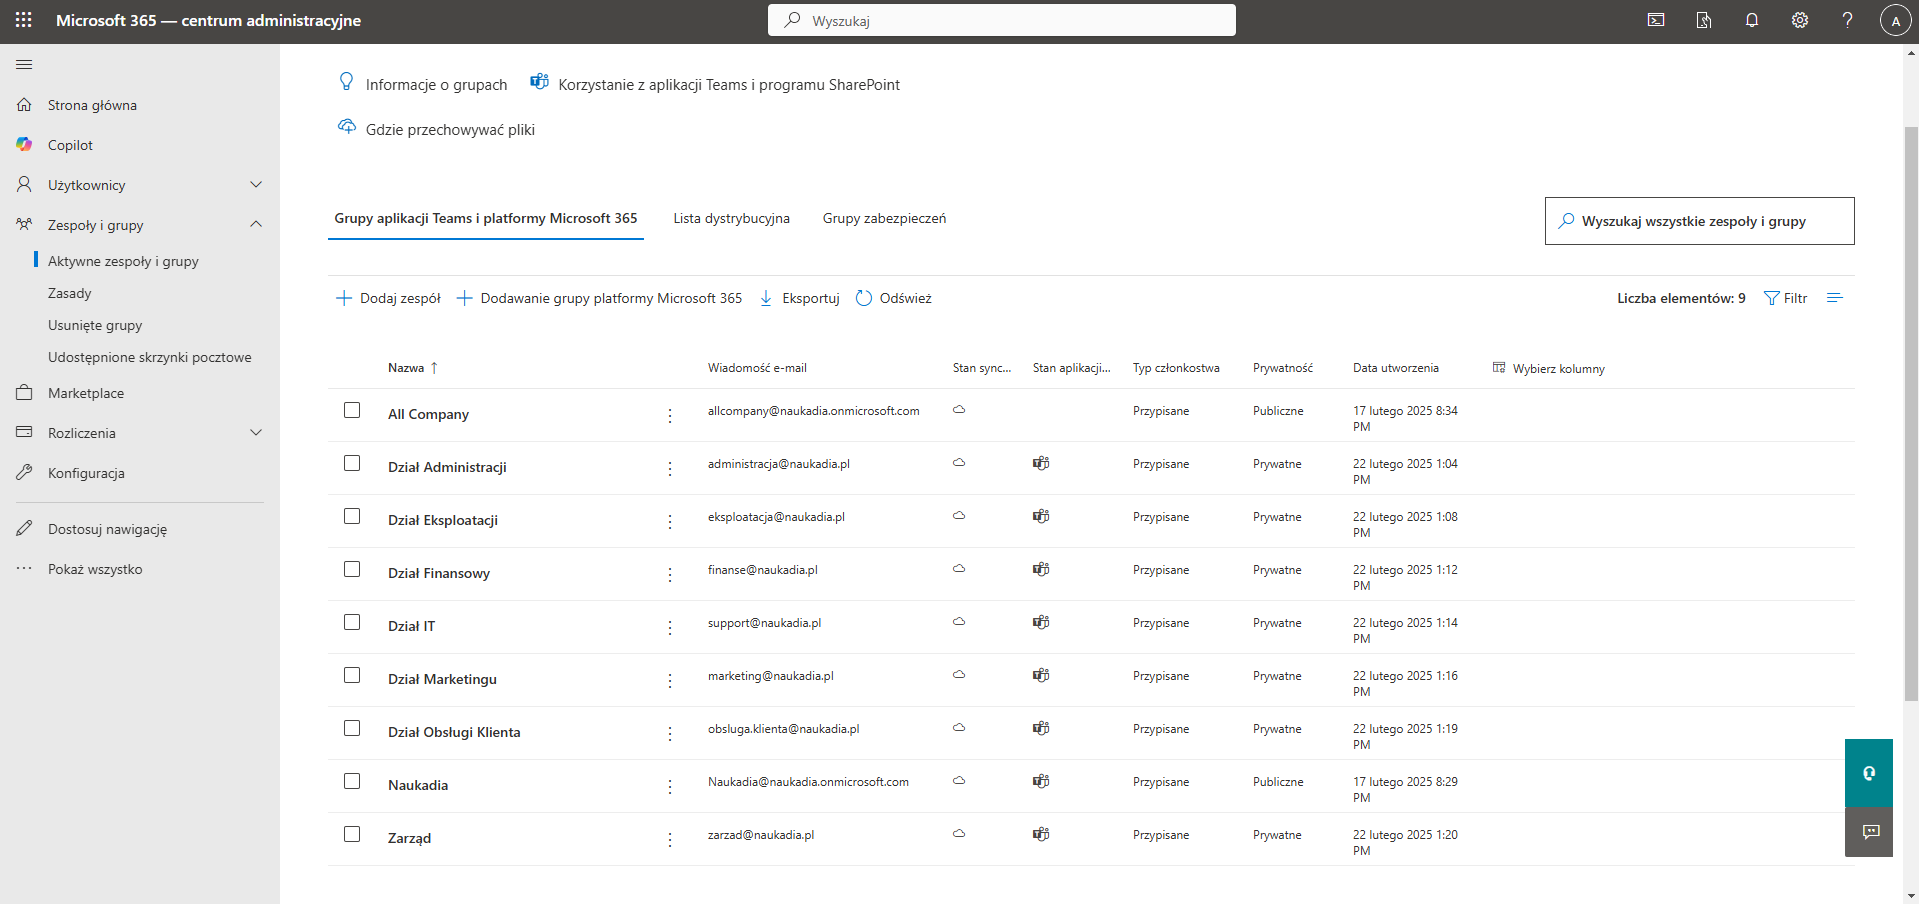 Microsoft 365 — centrum administracyjne
Wyszukaj
A
Strona główna
Copilot
Użytkownicy
Zespoły i grupy
Aktywne zespoły i grupy
Zasady
Usunięte grupy
Udostępnione skrzynki pocztowe
Marketplace
Rozliczenia
Konfiguracja
Dostosuj nawigację
Pokaż wszystko
Informacje o grupach
Korzystanie z aplikacji Teams i programu SharePoint
Gdzie przechowywać pliki
Grupy aplikacji Teams i platformy Microsoft 365
Lista dystrybucyjna
Grupy zabezpieczeń
Wyszukaj wszystkie zespoły i grupy
Dodaj zespół
Dodawanie grupy platformy Microsoft 365
Eksportuj
Odśwież
Liczba elementów: 9
Filtr
Nazwa ↑
Wiadomość e-mail
Stan sync...
Stan aplikacji...
Typ członkostwa
Prywatność
Data utworzenia
Wybierz kolumny
All Company
allcompany@naukadia.onmicrosoft.com
Przypisane
Publiczne
17 lutego 2025 8:34
PM
Dział Administracji
administracja@naukadia.pl
Przypisane
Prywatne
22 lutego 2025 1:04
PM
Dział Eksploatacji
eksploatacja@naukadia.pl
Przypisane
Prywatne
22 lutego 2025 1:08
PM
Dział Finansowy
finanse@naukadia.pl
Przypisane
Prywatne
22 lutego 2025 1:12
PM
Dział IT
support@naukadia.pl
Przypisane
Prywatne
22 lutego 2025 1:14
PM
Dział Marketingu
marketing@naukadia.pl
Przypisane
Prywatne
22 lutego 2025 1:16
PM
Dział Obsługi Klienta
obsluga.klienta@naukadia.pl
Przypisane
Prywatne
22 lutego 2025 1:19
PM
Naukadia
Naukadia@naukadia.onmicrosoft.com
Przypisane
Publiczne
17 lutego 2025 8:29
PM
Zarząd
zarzad@naukadia.pl
Przypisane
Prywatne
22 lutego 2025 1:20
PM